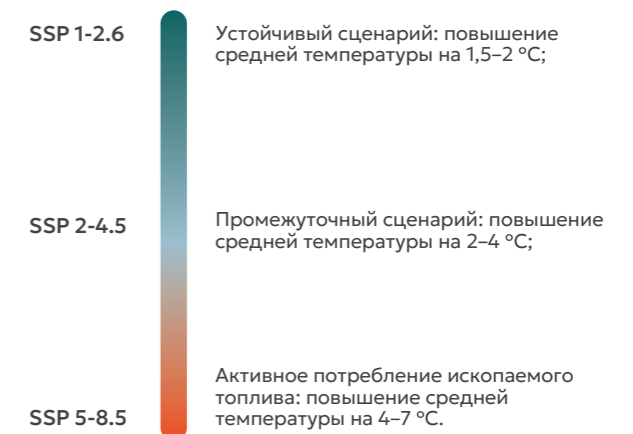 SSP 1-2.6
Устойчивый сценарий: повышение
средней температуры на 1,5–2 °C;
SSP 2-4.5
Промежуточный сценарий: повышение
средней температуры на 2–4 °C;
Активное потребление ископаемого
топлива: повышение средней
SSP 5-8.5
температуры на 4–7 °C.